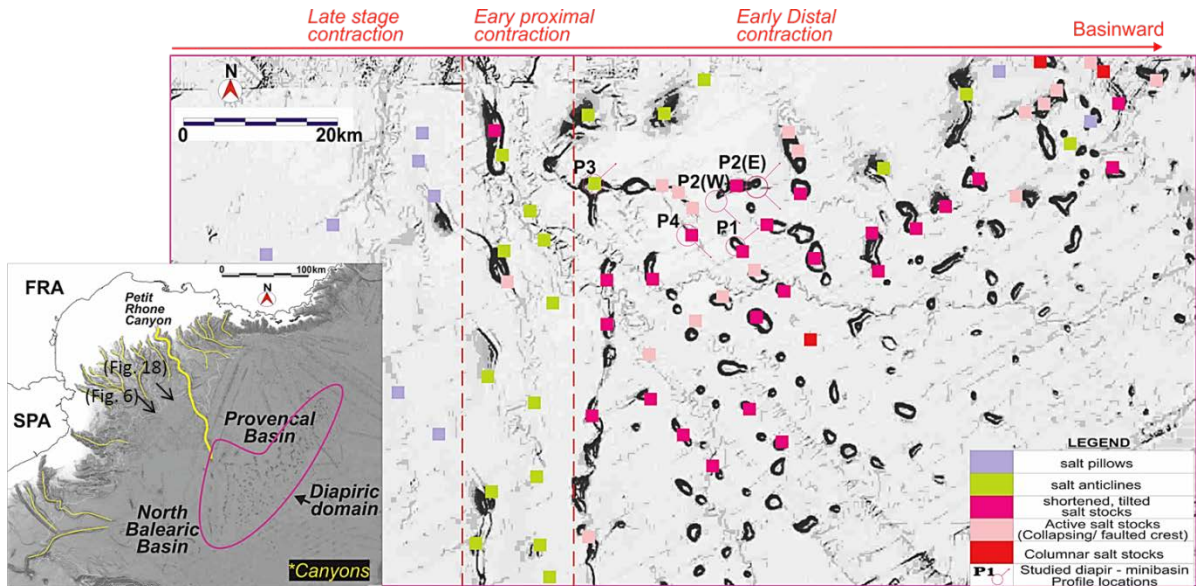 Late stage
contraction
Eary proximal
contraction
Early Distal
contraction
Basinward
N
0 20km
P3
P2(E)
P2(W)
P4
P1
0 100km
N
FRA
Petit
Rhone
Canyon
(Fig. 18)
(Fig. 6)
SPA
Provencal
Basin
North
Balearic
Basin
Diapiric
domain
*Canyons
LEGEND
salt pillows
salt anticlines
shortened, tilted
salt stocks
Active salt stocks
(Collapsing/ faulted crest)
Columnar salt stocks
P1 Studied diapir - minibasin
Profile locations